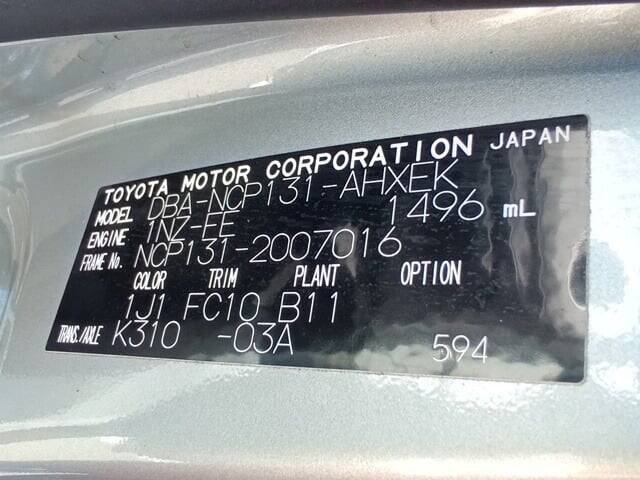 TOYOTA MOTOR CORPORATION JAPAN
MODEL DBA-NCP131-AHXEK
ENGINE 1NZ-FE 1496 mL
FRAME No. NCP131-2007016
COLOR TRIM PLANT OPTION
1J1 FC10 B11
TRANS./AXLE K310 -03A 594